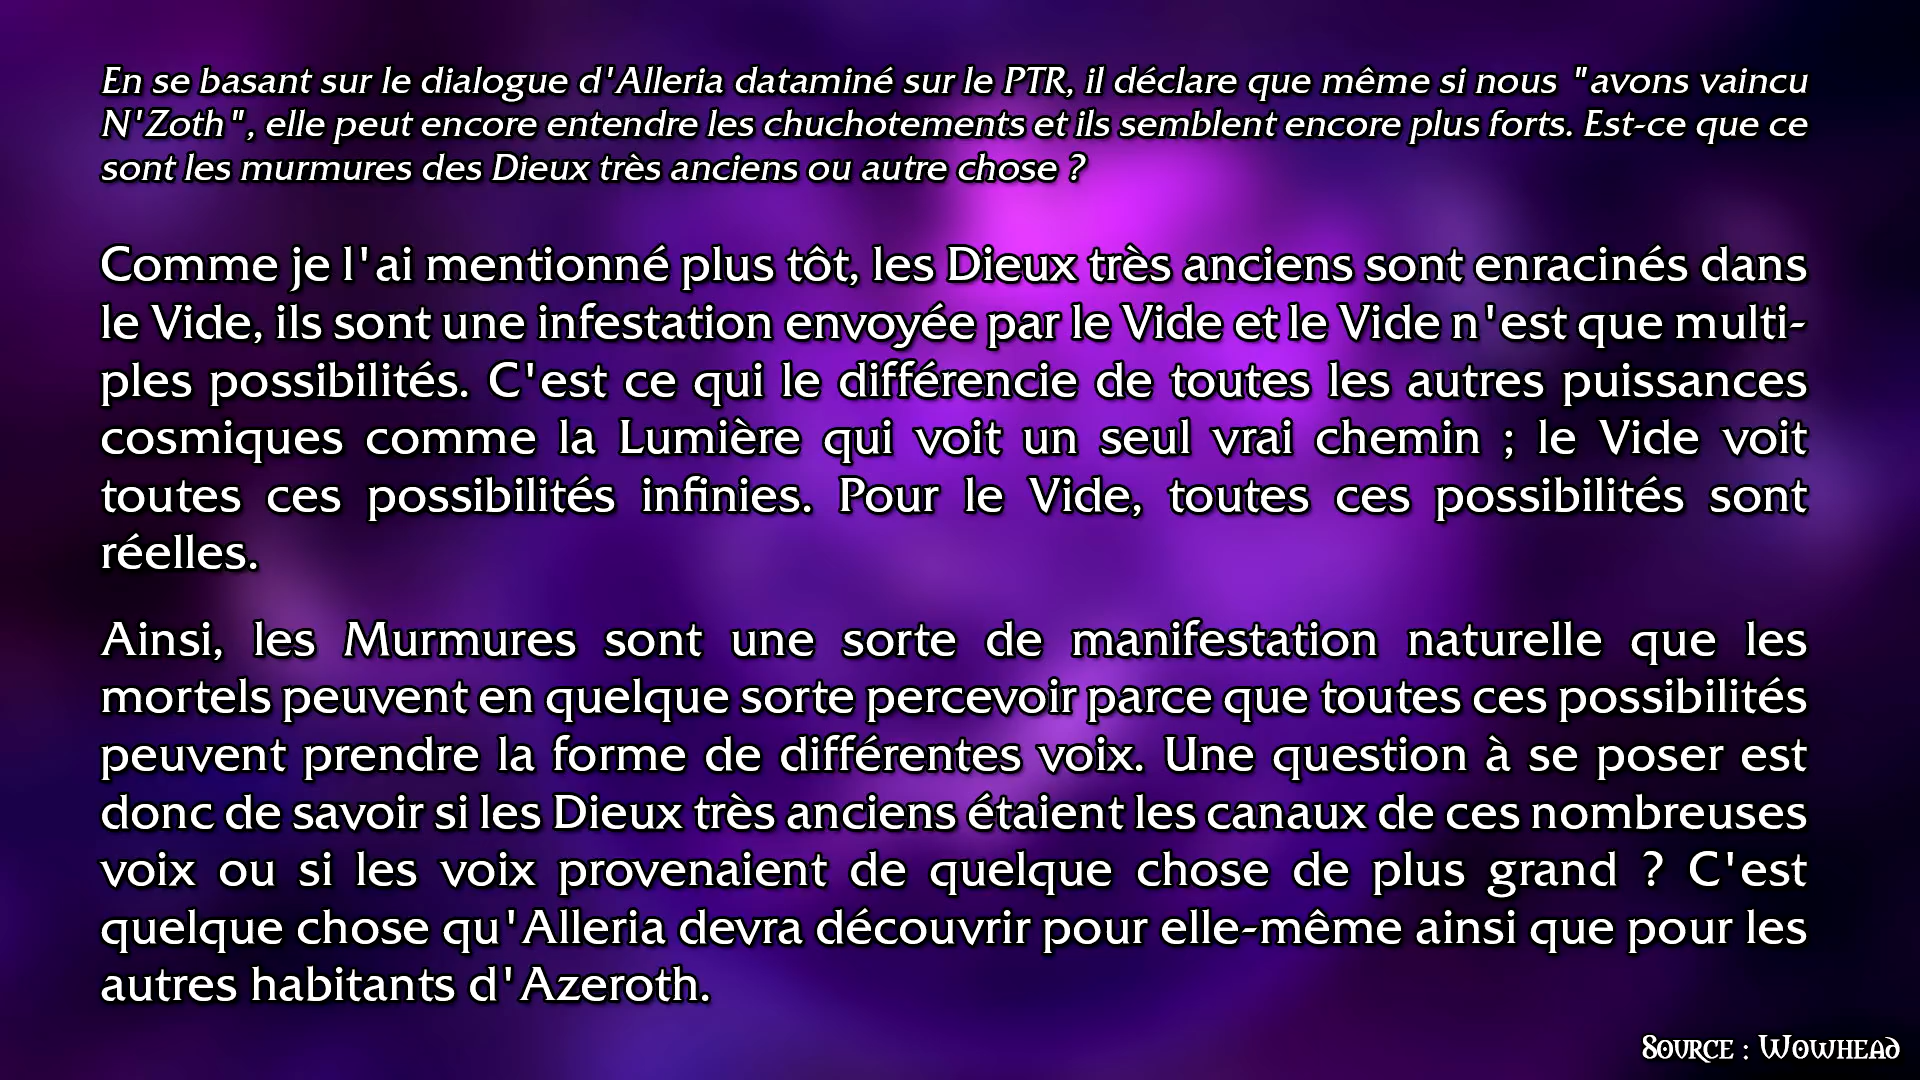 En se basant sur le dialogue d'Alleria dataminé sur le PTR, il déclare que même si nous "avons vaincu
N'Zoth", elle peut encore entendre les chuchotements et ils semblent encore plus forts. Est-ce que ce
sont les murmures des Dieux très anciens ou autre chose ?
Comme je l'ai mentionné plus tôt, les Dieux très anciens sont enracinés dans
le Vide, ils sont une infestation envoyée par le Vide et le Vide n'est que multi-
ples possibilités. C'est ce qui le différencie de toutes les autres puissances
cosmiques comme la Lumière qui voit un seul vrai chemin ; le Vide voit
toutes ces possibilités infinies. Pour le Vide, toutes ces possibilités sont
réelles.
Ainsi, les Murmures sont une sorte de manifestation naturelle que les
mortels peuvent en quelque sorte percevoir parce que toutes ces possibilités
peuvent prendre la forme de différentes voix. Une question à se poser est
donc de savoir si les Dieux très anciens étaient les canaux de ces nombreuses
voix ou si les voix provenaient de quelque chose de plus grand ? C'est
quelque chose qu'Alleria devra découvrir pour elle-même ainsi que pour les
autres habitants d'Azeroth.
Source : Wowhead